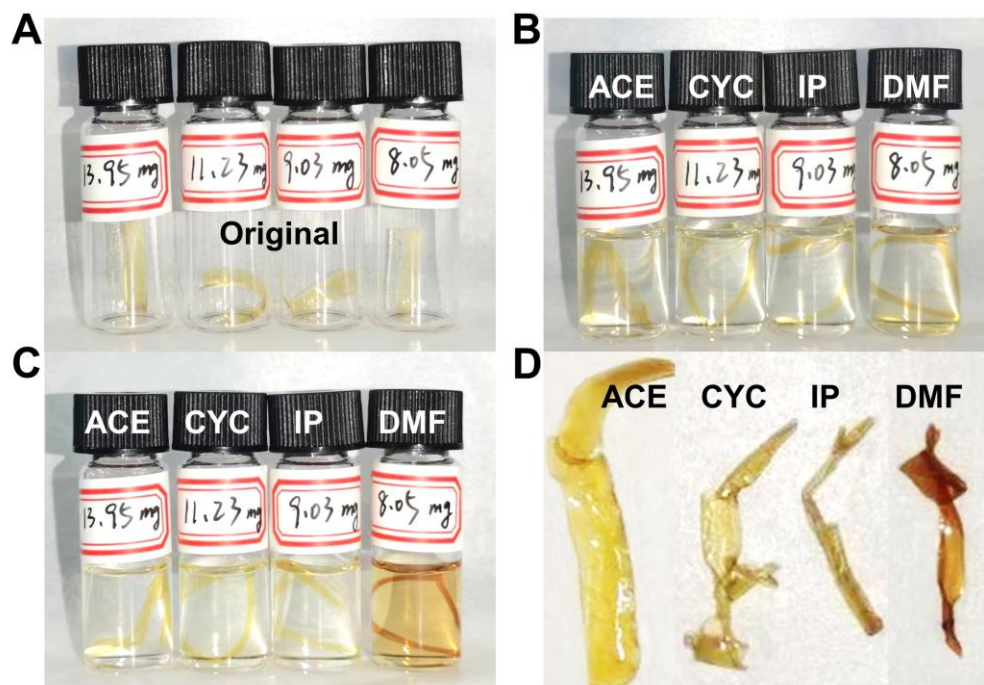 A
13.95 mg
11.23 mg
9.03 mg
8.05 mg
Original
B
ACE CYC IP DMF
13.95 mg
11.23 mg
9.03 mg
8.05 mg
C
ACE CYC IP DMF
13.95 mg
11.23 mg
9.03 mg
8.05 mg
D
ACE CYC IP DMF